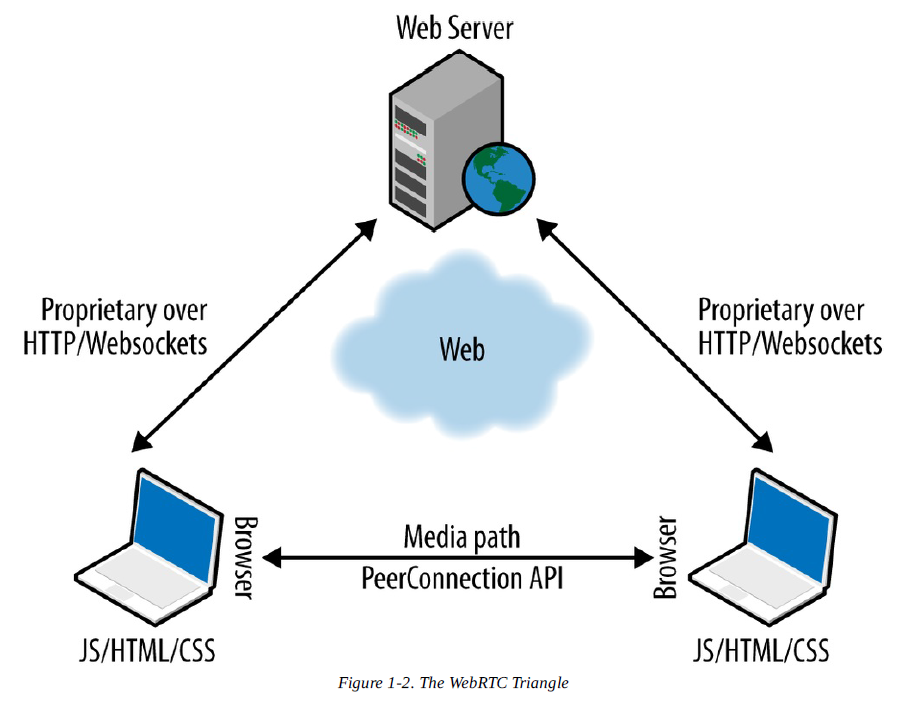 Web Server
Proprietary over
HTTP/Websockets
Proprietary over
HTTP/Websockets
Web
Browser
Media path
PeerConnection API
Browser
JS/HTML/CSS
JS/HTML/CSS
Figure 1-2. The WebRTC Triangle